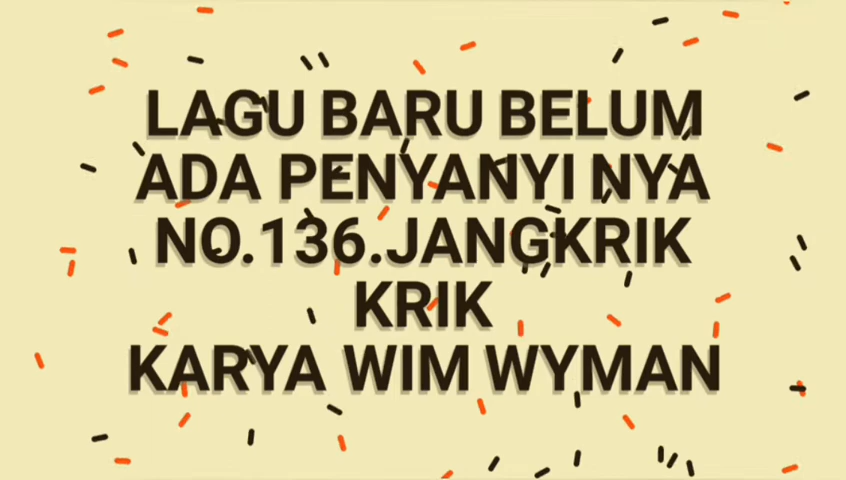 LAGU BARU BELUM
ADA PENYANYI NYA
NO.136.JANGKRIK
KRIK
KARYA WIM WYMAN